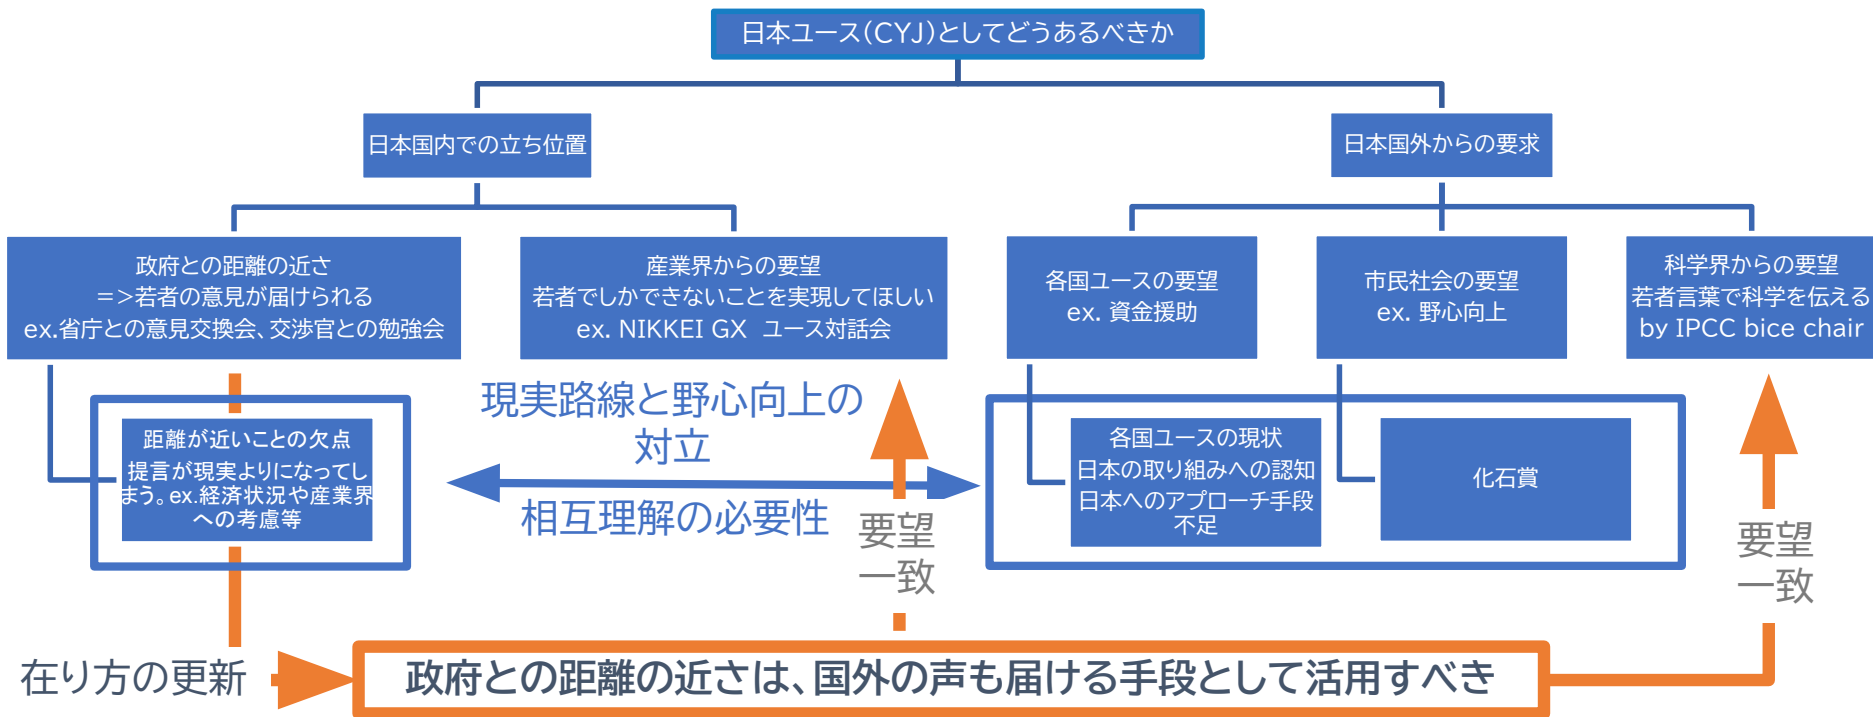 日本ユース(CYJ)としてどうあるべきか
日本国内での立ち位置
日本国外からの要求
政府との距離の近さ
=>若者の意見が届けられる
ex.省庁との意見交換会、交渉官との勉強会
産業界からの要望
若者でしかできないことを実現してほしい
ex. NIKKEI GX ユース対話会
各国ユースの要望
ex. 資金援助
市民社会の要望
ex. 野心向上
科学界からの要望
若者言葉で科学を伝える
by IPCC bice chair
距離が近いことの欠点
提言が現実よりになってし
まう。ex.経済状況や産業界
への考慮等
現実路線と野心向上の
対立
相互理解の必要性
要望
一致
各国ユースの現状
日本の取り組みへの認知
日本へのアプローチ手段
不足
化石賞
要望
一致
在り方の更新
政府との距離の近さは、国外の声も届ける手段として活用すべき